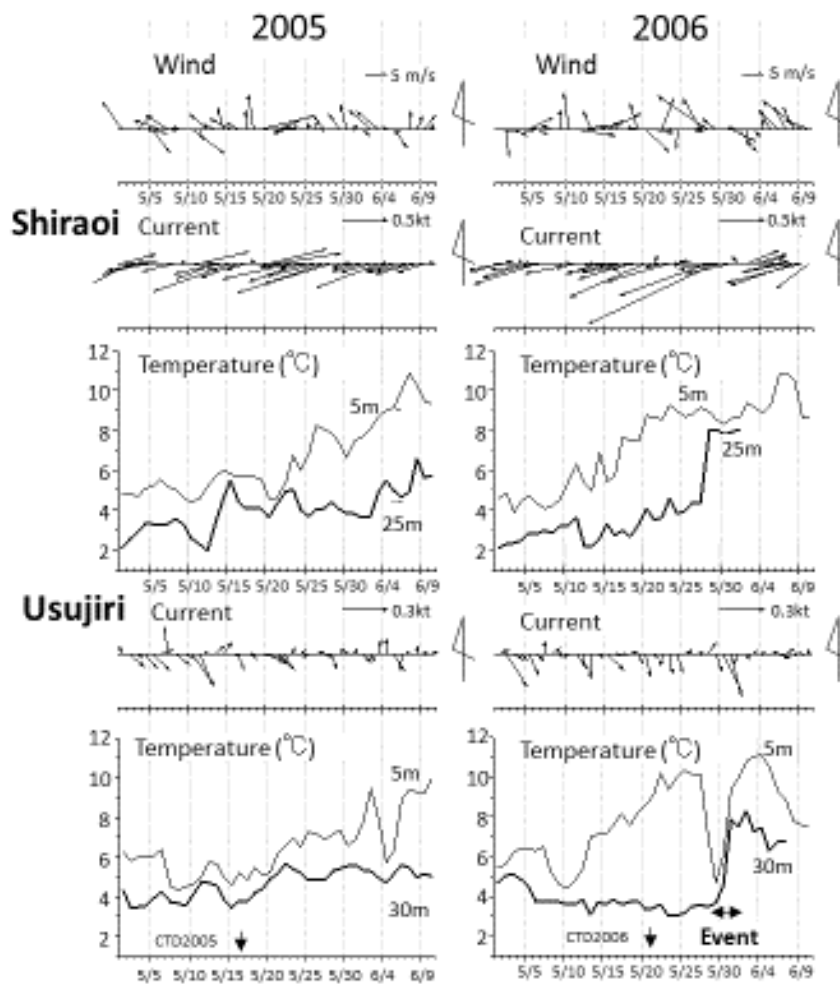 2005 2006
Wind Wind
5 m/s 5 m/s
5/5 5/10 5/15 5/20 5/25 5/30 6/4 6/9 5/5 5/10 5/15 5/20 5/25 5/30 6/4 6/9
Shiraoi Current 0.5kt Current 0.5kt
12 Temperature (℃) 12 Temperature (℃)
10 10
5m 5m
8 8
25m
6 6
4 4
25m
2 2
5/5 5/10 5/15 5/20 5/25 5/30 6/4 6/9 5/5 5/10 5/15 5/20 5/25 5/30 6/4 6/9
Usujiri Current 0.3kt Current 0.3kt
12 Temperature (℃) 12 Temperature (℃)
5m 5m
10 10
8 8
6 6
30m
4 4
30m
2 CTD2005 2 CTD2006 Event
5/5 5/10 5/15 5/20 5/25 5/30 6/4 6/9 5/5 5/10 5/15 5/20 5/25 5/30 6/4 6/9